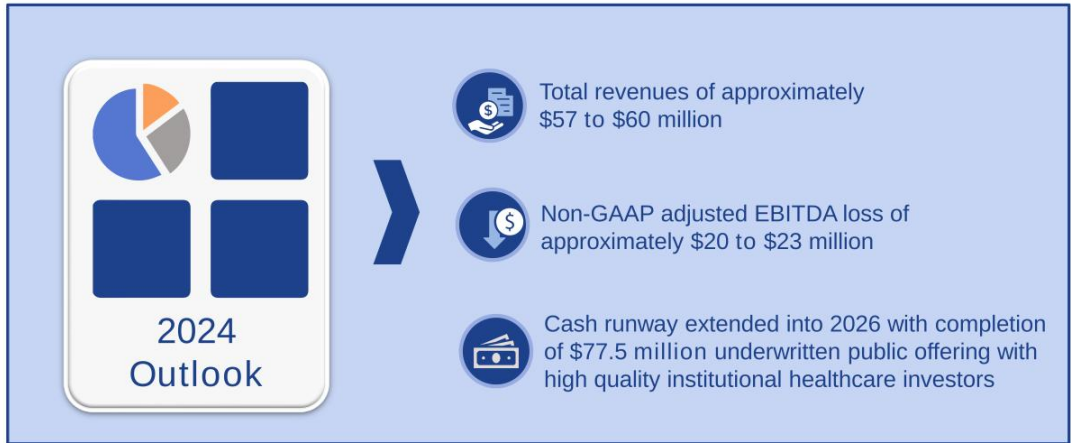 2024
Outlook
Total revenues of approximately
$57 to $60 million
Non-GAAP adjusted EBITDA loss of
approximately $20 to $23 million
Cash runway extended into 2026 with completion
of $77.5 million underwritten public offering with
high quality institutional healthcare investors